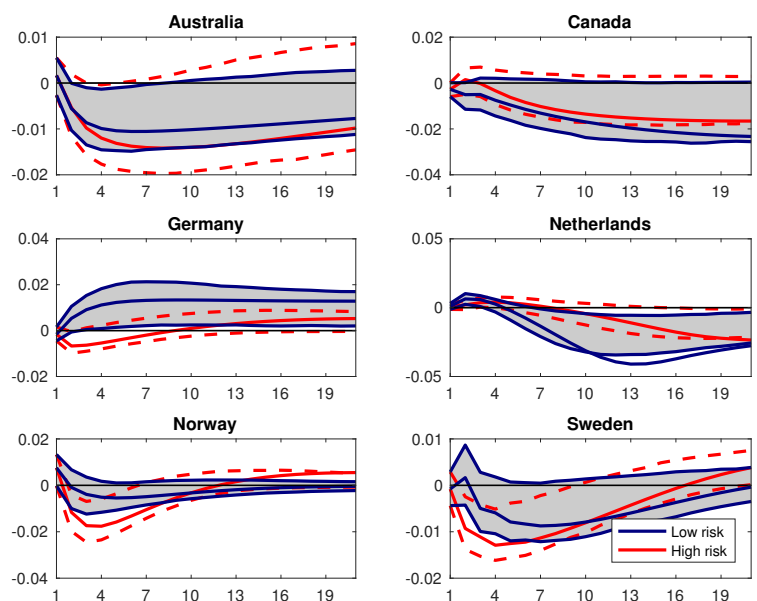 Australia
0.01
0
-0.01
-0.02
1 4 7 10 13 16 19
Canada
0.02
0
-0.02
-0.04
1 4 7 10 13 16 19
Germany
0.04
0.02
0
-0.02
1 4 7 10 13 16 19
Netherlands
0.05
0
-0.05
1 4 7 10 13 16 19
Norway
0.02
0
-0.02
-0.04
1 4 7 10 13 16 19
Sweden
0.01
0
-0.01
-0.02
1 4 7 10 13 16 19
Low risk
High risk